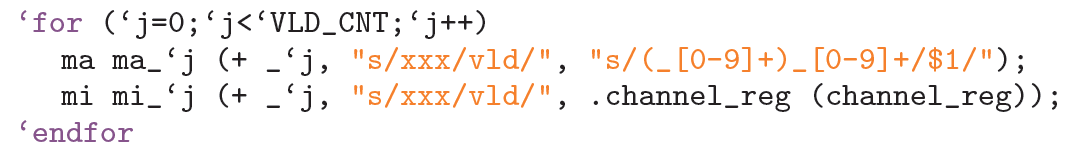 ‘for (‘j=0;‘j<‘VLD_CNT;‘j++)
ma ma_‘j (+ _‘j, "s/xxx/vld/", "s/(_[0-9]+)_[0-9]+/$1/");
mi mi_‘j (+ _‘j, "s/xxx/vld/", .channel_reg (channel_reg));
‘endfor